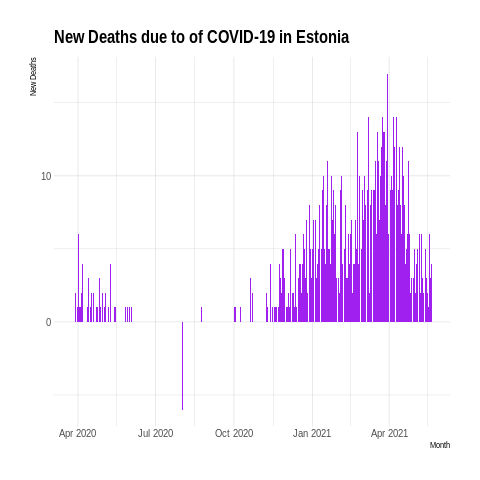 New Deaths due to of COVID-19 in Estonia
New Deaths
10
0
Apr 2020 Jul 2020 Oct 2020 Jan 2021 Apr 2021
Month